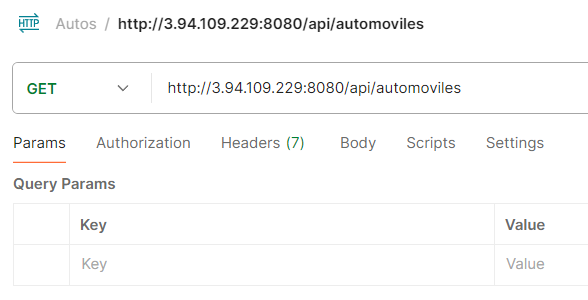 HTTP Autos / http://3.94.109.229:8080/api/automoviles
GET http://3.94.109.229:8080/api/automoviles
Params Authorization Headers (7) Body Scripts Settings
Query Params
Key Value
Key Value